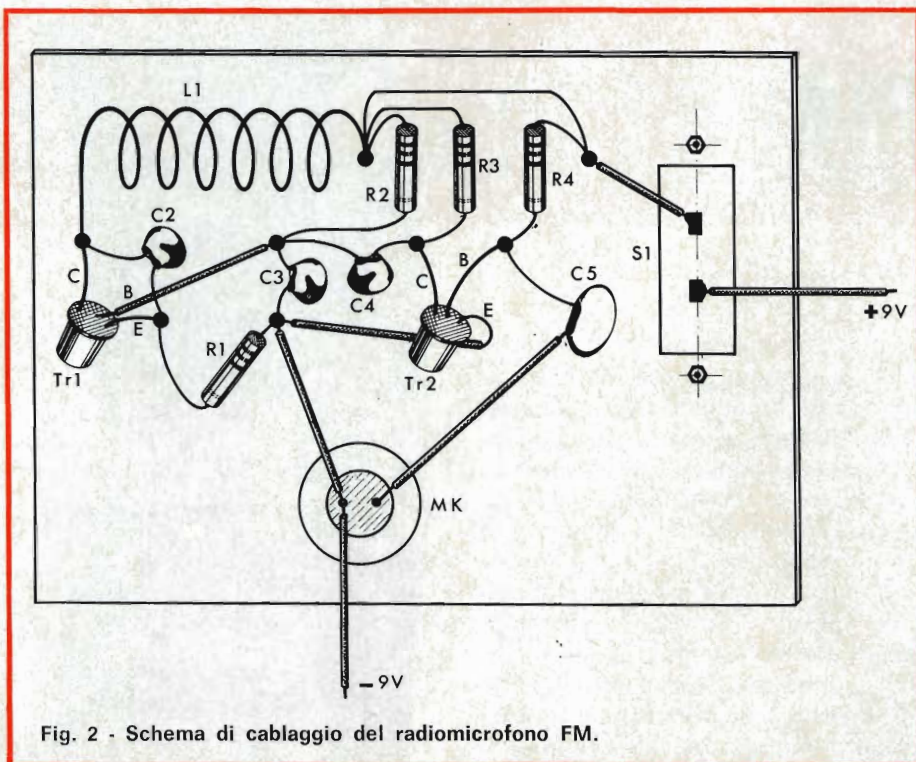 L1
C2
R2
R3
R4
S1
C
B
E
C3
C4
C
B
E
C5
+9V
Tr1
R1
Tr2
MK
−9V
Fig. 2 - Schema di cablaggio del radiomicrofono FM.